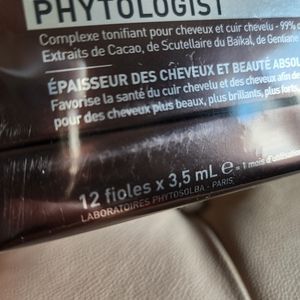 PHYTOLOGIST
Complexe tonifiant pour cheveux et cuir chevelu - 99%
Extraits de Cacao, de Scutellaire du Baïkal, de Gentiane
ÉPAISSEUR DES CHEVEUX ET BEAUTÉ ABSOL
Favorise la santé du cuir chevelu et des cheveux afin de
pour des cheveux plus beaux, plus brillants, plus forts,
12 fioles x 3,5 mL ℮ = 1 mois d'utilisation
LABORATOIRES PHYTOSOLBA - PARIS